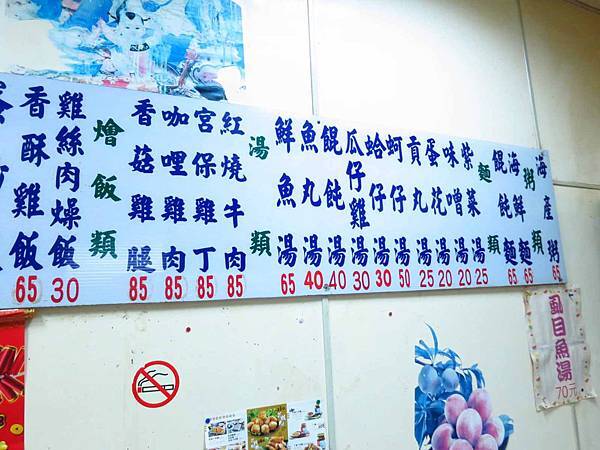 香酥雞飯 65
雞絲肉燥飯 30
燴飯類
香菇雞腿 85
咖哩雞肉 85
宮保雞丁 85
紅燒牛肉 85
湯類
鮮魚湯 65
魚丸湯 40
餛飩湯 40
瓜仔雞湯 30
蛤仔湯 30
蚵仔湯 50
貢丸湯 25
蛋花湯 20
味噌湯 20
紫菜湯 25
麵類
餛飩麵 65
海鮮麵 65
粥類
海產粥 65
虱目魚湯
70元